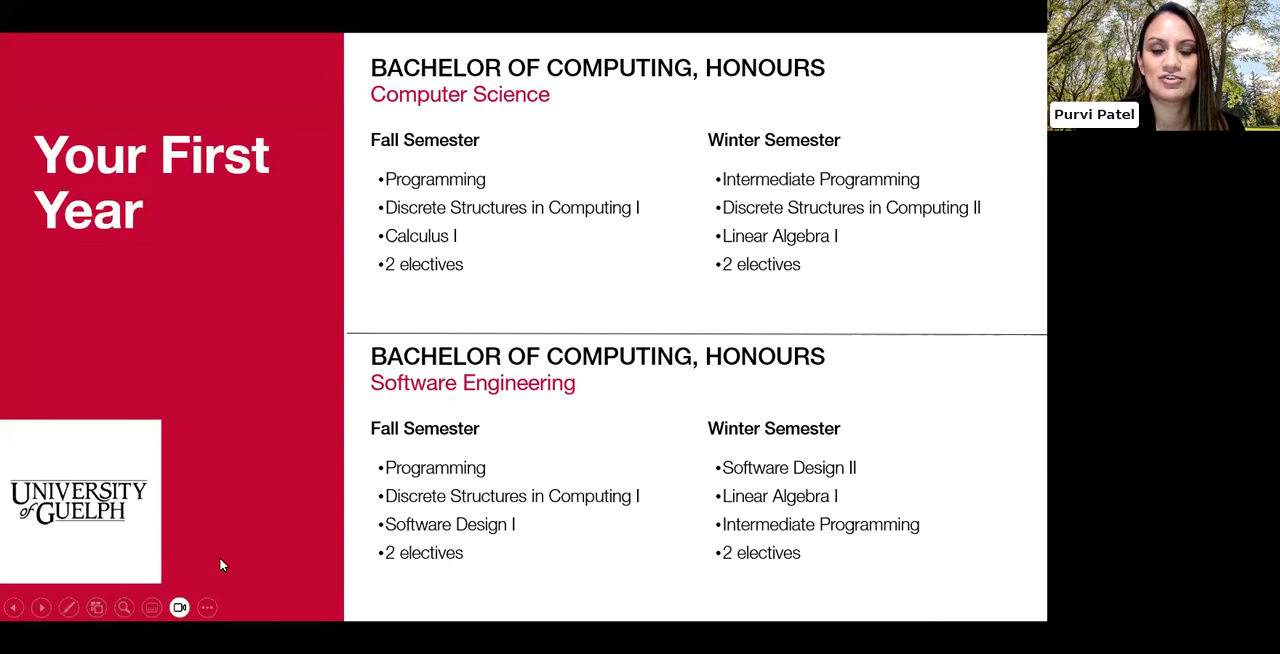 Your First
Year
UNIVERSITY
of GUELPH
BACHELOR OF COMPUTING, HONOURS
Computer Science
Fall Semester
•Programming
•Discrete Structures in Computing I
•Calculus I
•2 electives
Winter Semester
•Intermediate Programming
•Discrete Structures in Computing II
•Linear Algebra I
•2 electives
BACHELOR OF COMPUTING, HONOURS
Software Engineering
Fall Semester
•Programming
•Discrete Structures in Computing I
•Software Design I
•2 electives
Winter Semester
•Software Design II
•Linear Algebra I
•Intermediate Programming
•2 electives
Purvi Patel